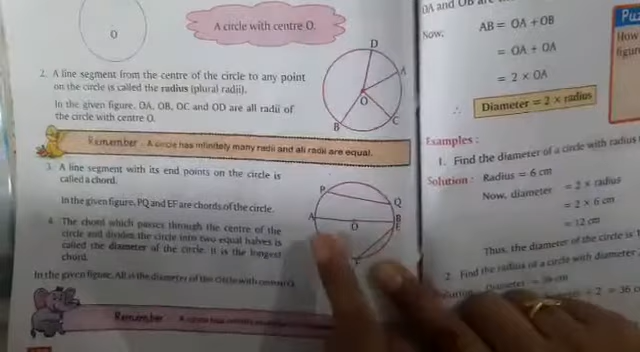 O
A circle with centre O.
2. A line segment from the centre of the circle to any point
on the circle is called the radius (plural radii).
In the given figure, OA, OB, OC and OD are all radii of
the circle with centre O.
D
A
O
B
C
Remember : A circle has infinitely many radii and all radii are equal.
3. A line segment with its end points on the circle is
called a chord.
In the given figure, PQ and EF are chords of the circle.
4. The chord which passes through the centre of the
circle and divides the circle into two equal halves is
called the diameter of the circle. It is the longest
chord.
In the given figure, AB is the diameter of the circle with centre O.
P
Q
A
B
O
E
F
Remember : A
OA and OB are
Now, AB = OA + OB
= OA + OA
= 2 × OA
∴ Diameter = 2 × radius
Examples :
1. Find the diameter of a circle with radius
Solution : Radius = 6 cm
Now, diameter = 2 × radius
= 2 × 6 cm
= 12 cm
Thus, the diameter of the circle is
2. Find the radius of a circle with diameter
How